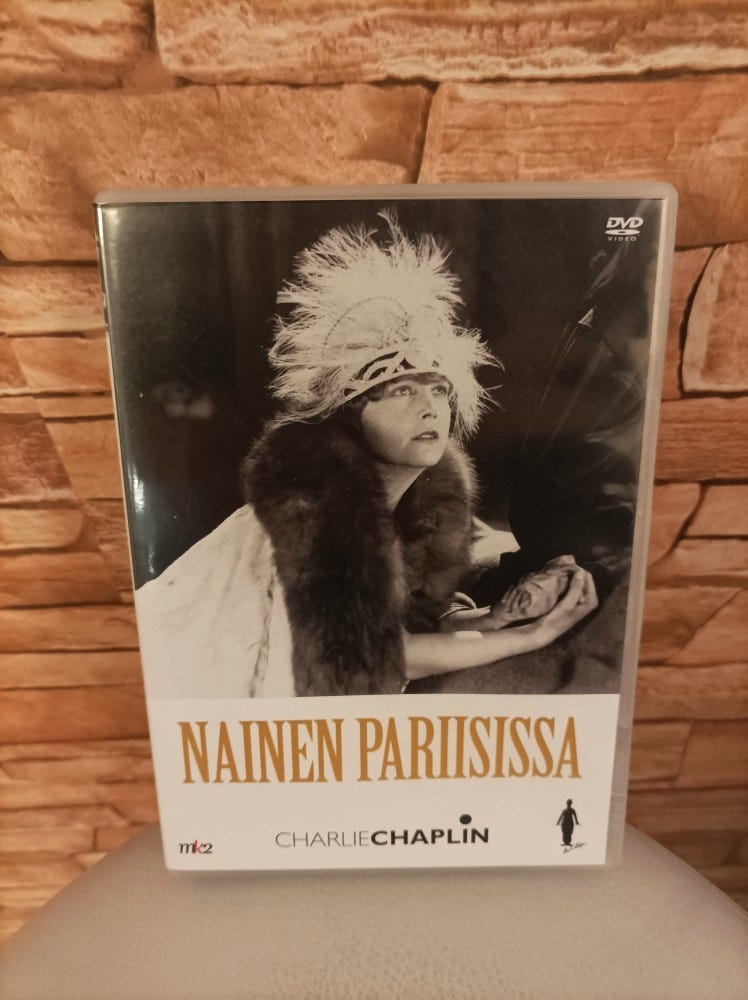 DVD
VIDEO
NAINEN PARIISISSA
mk2
CHARLIECHAPLIN